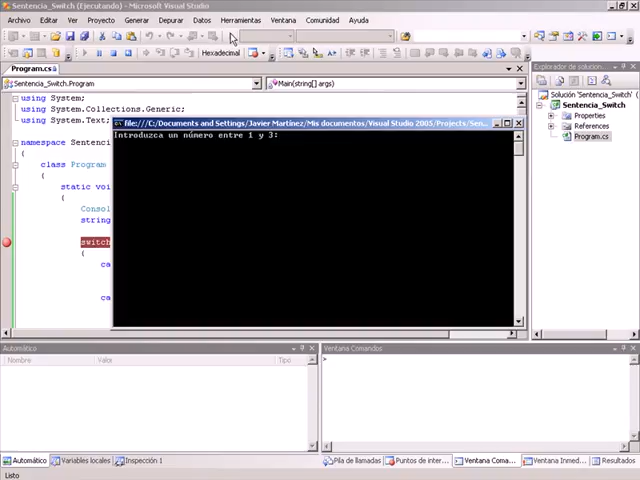 Sentencia_Switch (Ejecutando) - Microsoft Visual Studio
Archivo Editar Ver Proyecto Generar Depurar Datos Herramientas Ventana Comunidad Ayuda
Hexadecimal
Program.cs
Sentencia_Switch.Program
Main(string[] args)
using System;
using System.Collections.Generic;
using System.Text;
namespace Sentenci
class Program
static voi
Consol
string
switch
ca
ca
file:///C:/Documents and Settings/Javier Martínez/Mis documentos/Visual Studio 2005/Projects/Sen...
Introduzca un número entre 1 y 3:
Explorador de solucion...
Solución 'Sentencia_Switch' (
Sentencia_Switch
Properties
References
Program.cs
Automático
Nombre Valor Tipo
Automático Variables locales Inspección 1
Ventana Comandos
>
Pila de llamadas Puntos de inter... Ventana Coma... Ventana Inmed... Resultados
Listo